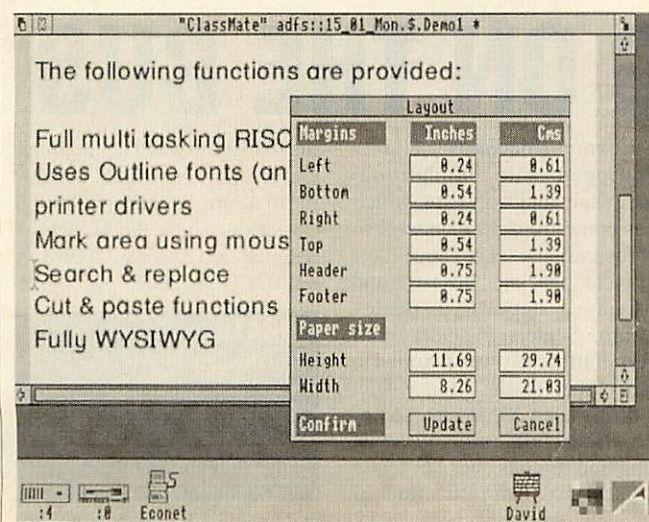 "ClassMate" adfs::15_01_Mon.$.Demo1 *
The following functions are provided:
Full multi tasking RISC
Uses Outline fonts (an
printer drivers
Mark area using mous
Search & replace
Cut & paste functions
Fully WYSIWYG
Layout
Margins Inches Cms
Left 0.24 0.61
Bottom 0.54 1.39
Right 0.24 0.61
Top 0.54 1.39
Header 0.75 1.90
Footer 0.75 1.90
Paper size
Height 11.69 29.74
Width 8.26 21.03
Confirm Update Cancel
:4 :0 Econet David